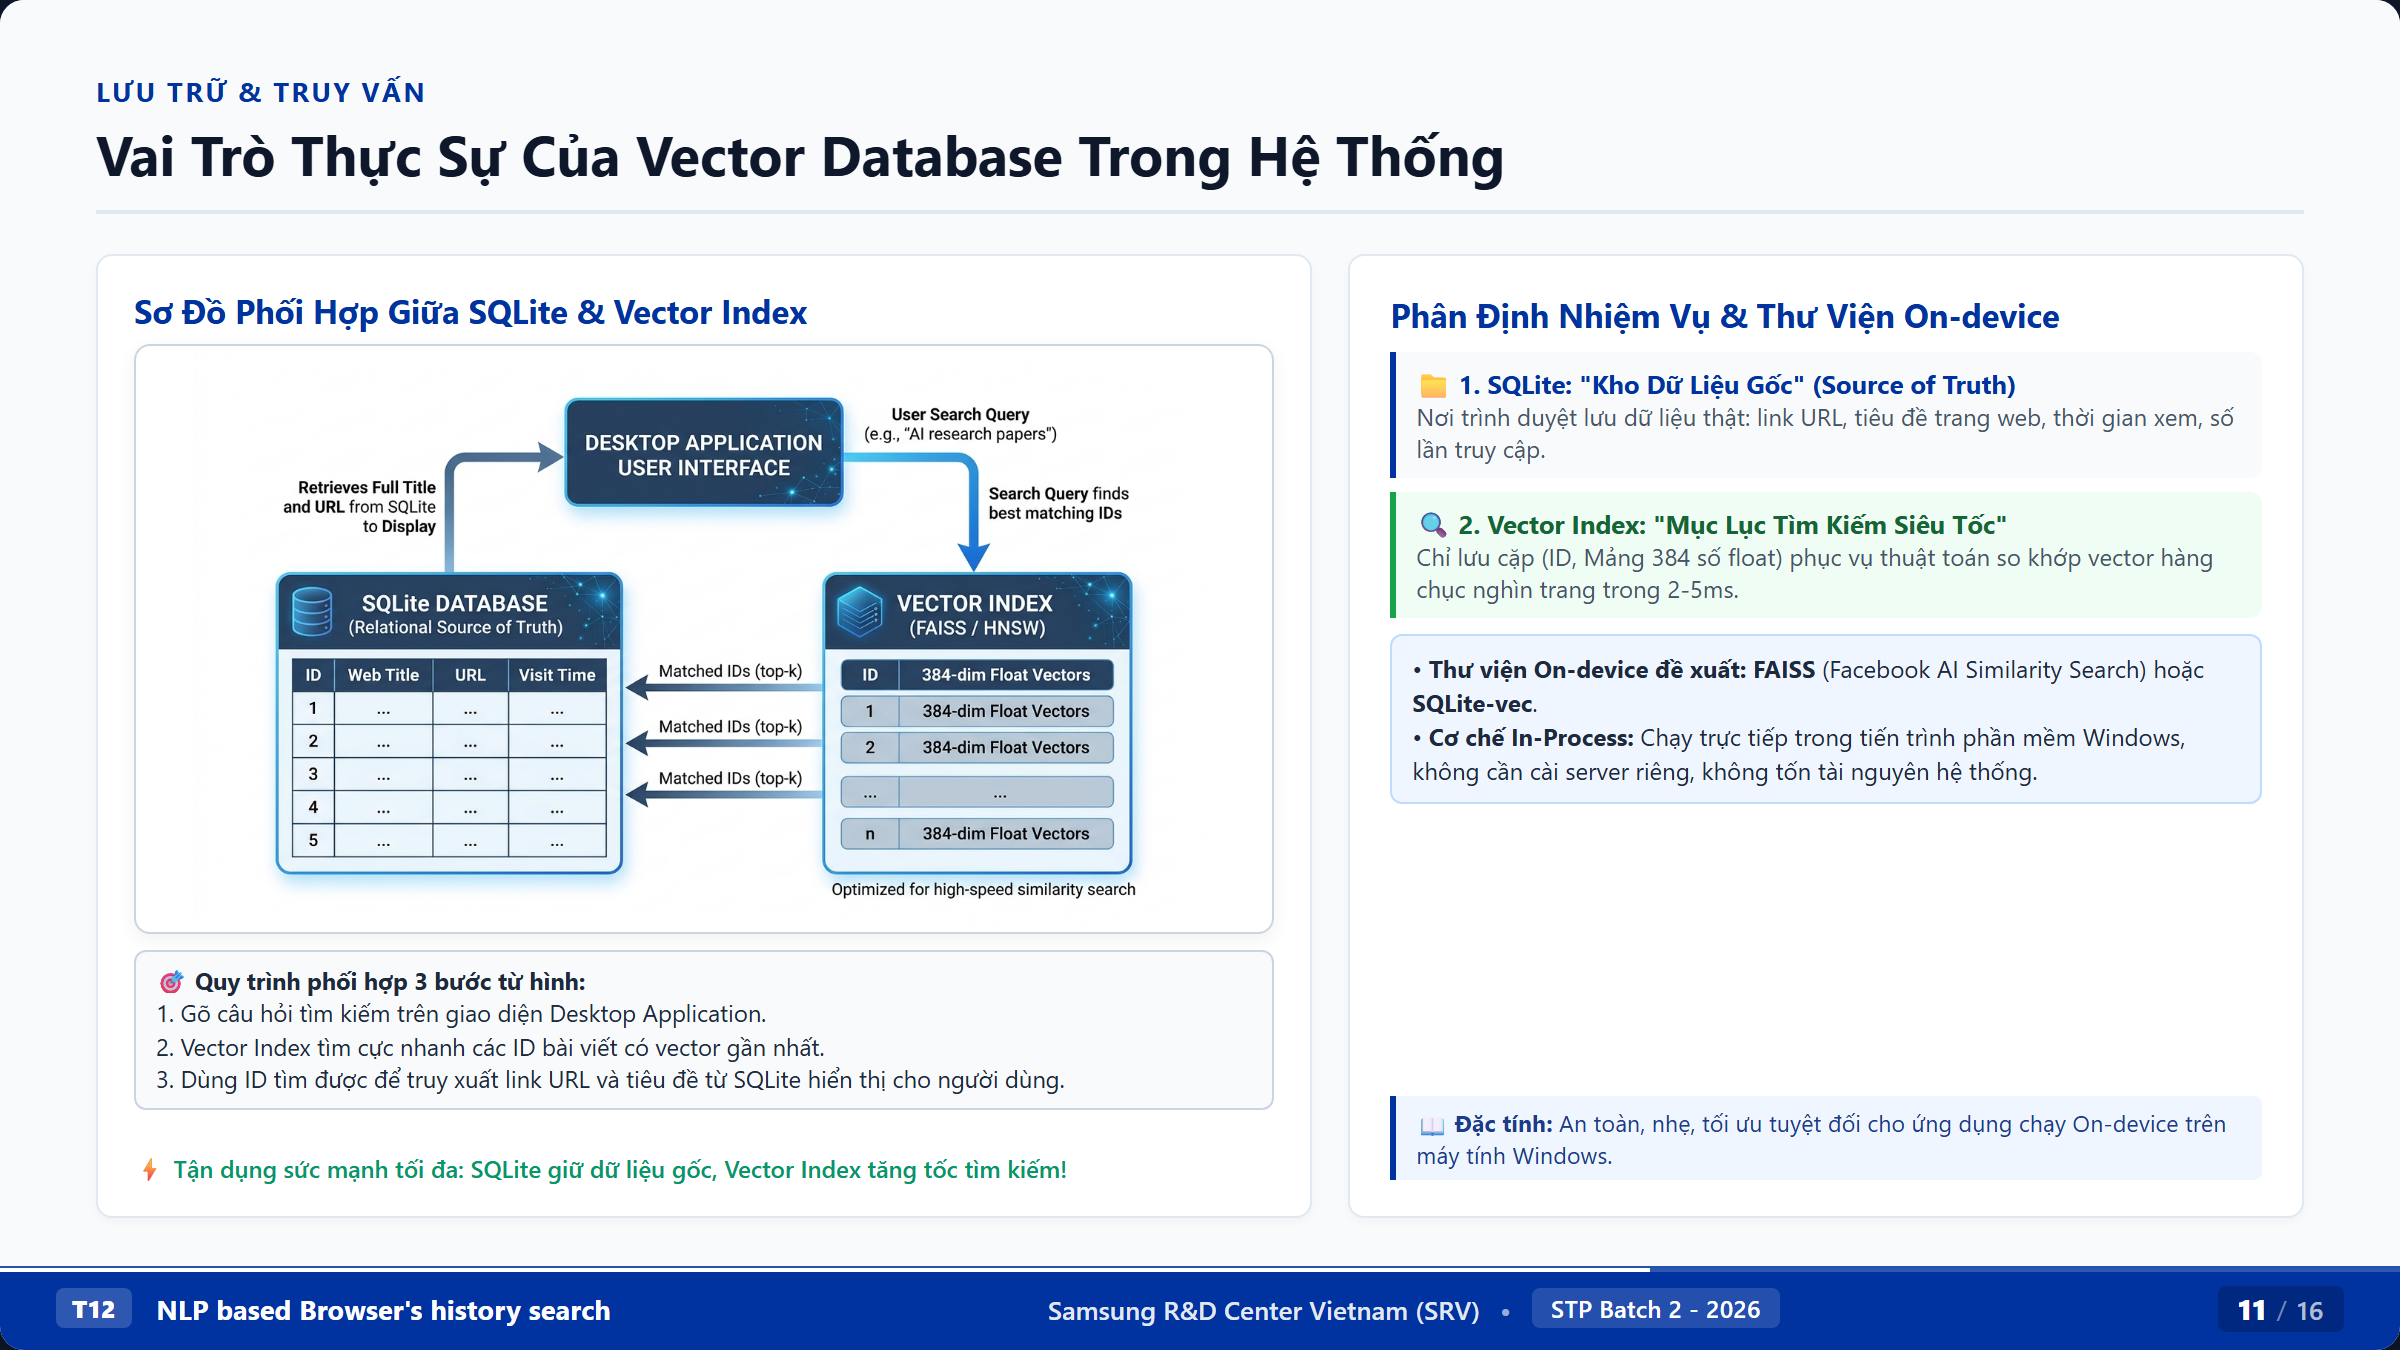 LƯU TRỮ & TRUY VẤN
Vai Trò Thực Sự Của Vector Database Trong Hệ Thống
Sơ Đồ Phối Hợp Giữa SQLite & Vector Index
DESKTOP APPLICATION
USER INTERFACE
User Search Query
(e.g., “AI research papers”)
Retrieves Full Title
and URL from SQLite
to Display
Search Query finds
best matching IDs
SQLite DATABASE
(Relational Source of Truth)
ID Web Title URL Visit Time
1 ... ... ...
2 ... ... ...
3 ... ... ...
4 ... ... ...
5 ... ... ...
Matched IDs (top-k)
Matched IDs (top-k)
Matched IDs (top-k)
VECTOR INDEX
(FAISS / HNSW)
ID 384-dim Float Vectors
1 384-dim Float Vectors
2 384-dim Float Vectors
... ...
n 384-dim Float Vectors
Optimized for high-speed similarity search
🎯 Quy trình phối hợp 3 bước từ hình:
1. Gõ câu hỏi tìm kiếm trên giao diện Desktop Application.
2. Vector Index tìm cực nhanh các ID bài viết có vector gần nhất.
3. Dùng ID tìm được để truy xuất link URL và tiêu đề từ SQLite hiển thị cho người dùng.
⚡ Tận dụng sức mạnh tối đa: SQLite giữ dữ liệu gốc, Vector Index tăng tốc tìm kiếm!
Phân Định Nhiệm Vụ & Thư Viện On-device
📁 1. SQLite: "Kho Dữ Liệu Gốc" (Source of Truth)
Nơi trình duyệt lưu dữ liệu thật: link URL, tiêu đề trang web, thời gian xem, số
lần truy cập.
🔍 2. Vector Index: "Mục Lục Tìm Kiếm Siêu Tốc"
Chỉ lưu cặp (ID, Mảng 384 số float) phục vụ thuật toán so khớp vector hàng
chục nghìn trang trong 2-5ms.
• Thư viện On-device đề xuất: FAISS (Facebook AI Similarity Search) hoặc
SQLite-vec.
• Cơ chế In-Process: Chạy trực tiếp trong tiến trình phần mềm Windows,
không cần cài server riêng, không tốn tài nguyên hệ thống.
📖 Đặc tính: An toàn, nhẹ, tối ưu tuyệt đối cho ứng dụng chạy On-device trên
máy tính Windows.
T12 NLP based Browser's history search
Samsung R&D Center Vietnam (SRV) • STP Batch 2 - 2026
11 / 16